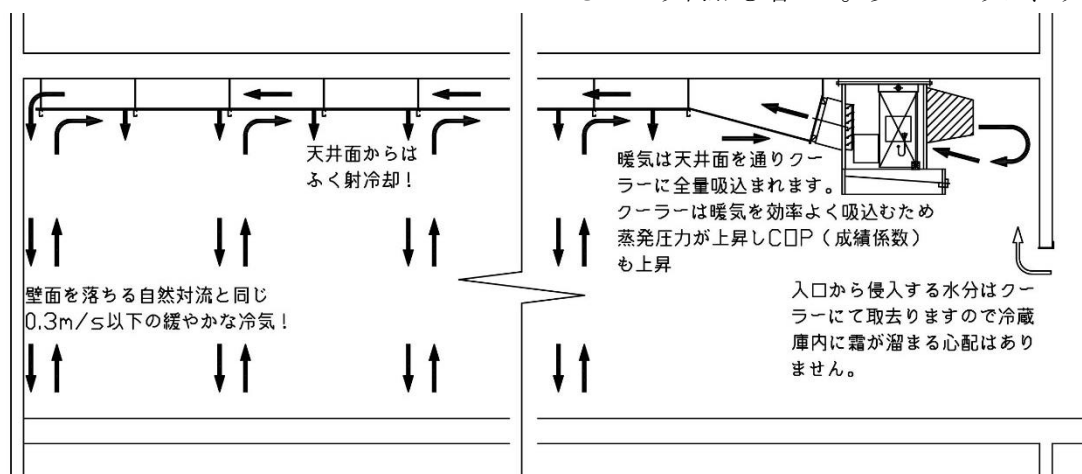 天井面からは
ふく射冷却！
暖気は天井面を通りクー
ラーに全量吸込まれます。
クーラーは暖気を効率よく吸込むため
蒸発圧力が上昇しCOP（成績係数）
も上昇
壁面を落ちる自然対流と同じ
0.3m/s以下の緩やかな冷気！
入口から侵入する水分はクー
ラーにて取去りますので冷蔵
庫内に霜が溜まる心配はあり
ません。